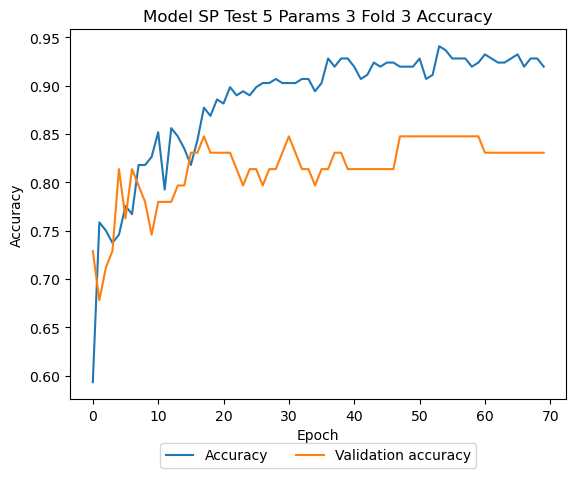 Model SP Test 5 Params 3 Fold 3 Accuracy
0.95
0.90
0.85
0.80
0.75
0.70
0.65
0.60
Accuracy
0 10 20 30 40 50 60 70
Epoch
Accuracy Validation accuracy